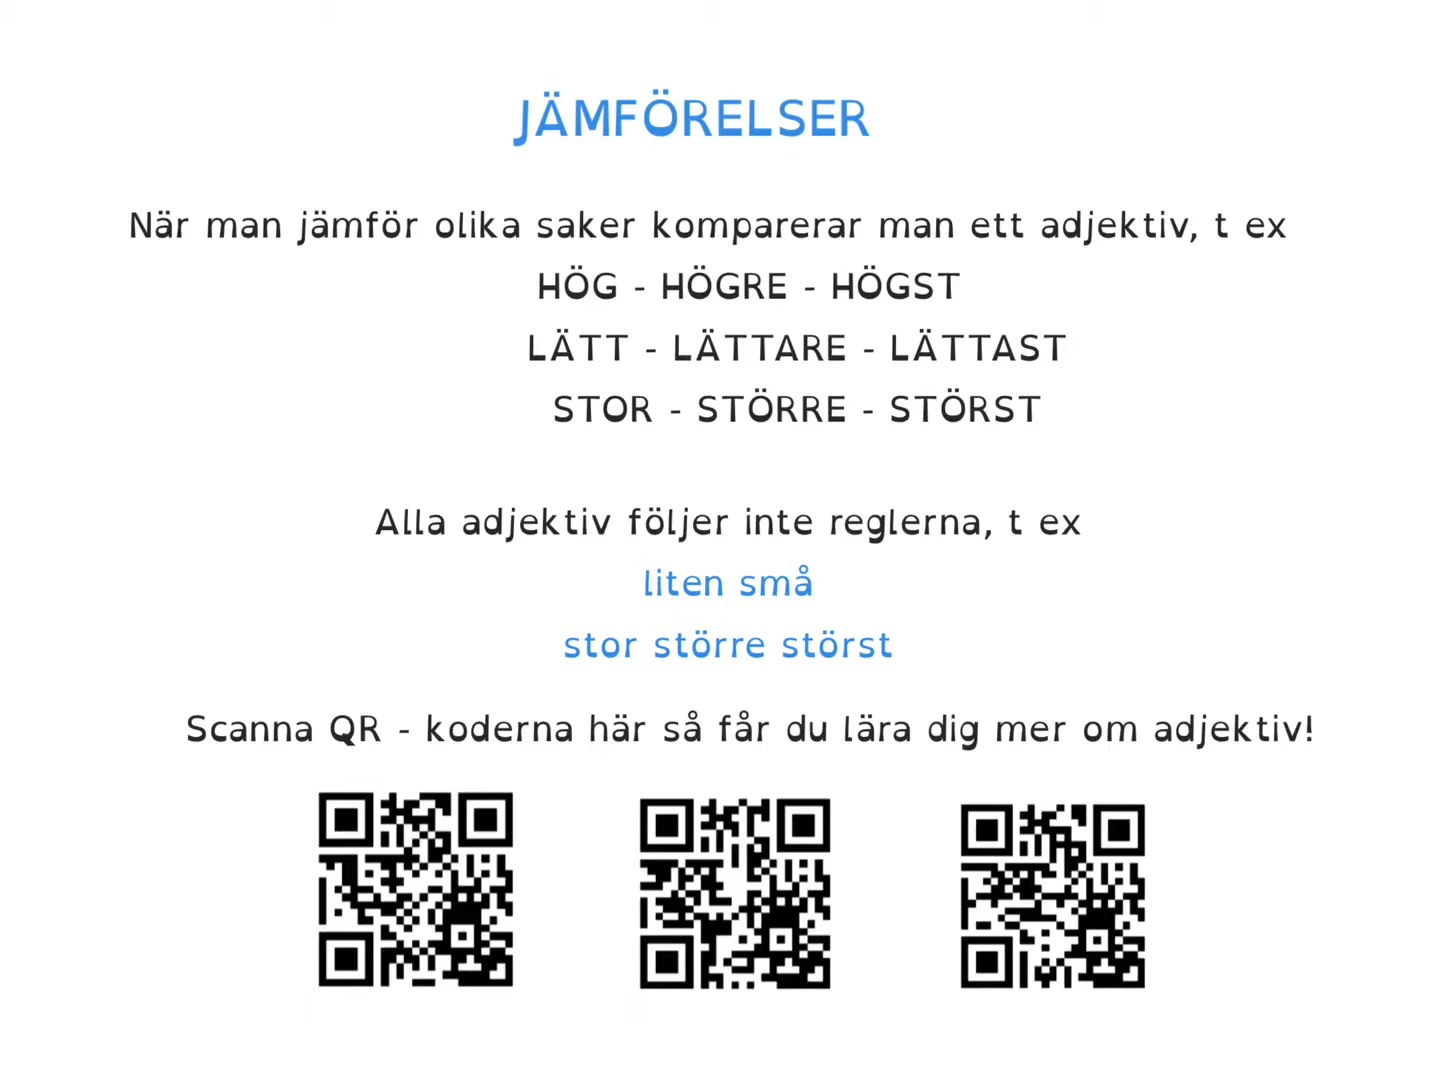 JÄMFÖRELSER
När man jämför olika saker komparerar man ett adjektiv, t ex
HÖG - HÖGRE - HÖGST
LÄTT - LÄTTARE - LÄTTAST
STOR - STÖRRE - STÖRST
Alla adjektiv följer inte reglerna, t ex
liten små
stor större störst
Scanna QR - koderna här så får du lära dig mer om adjektiv!